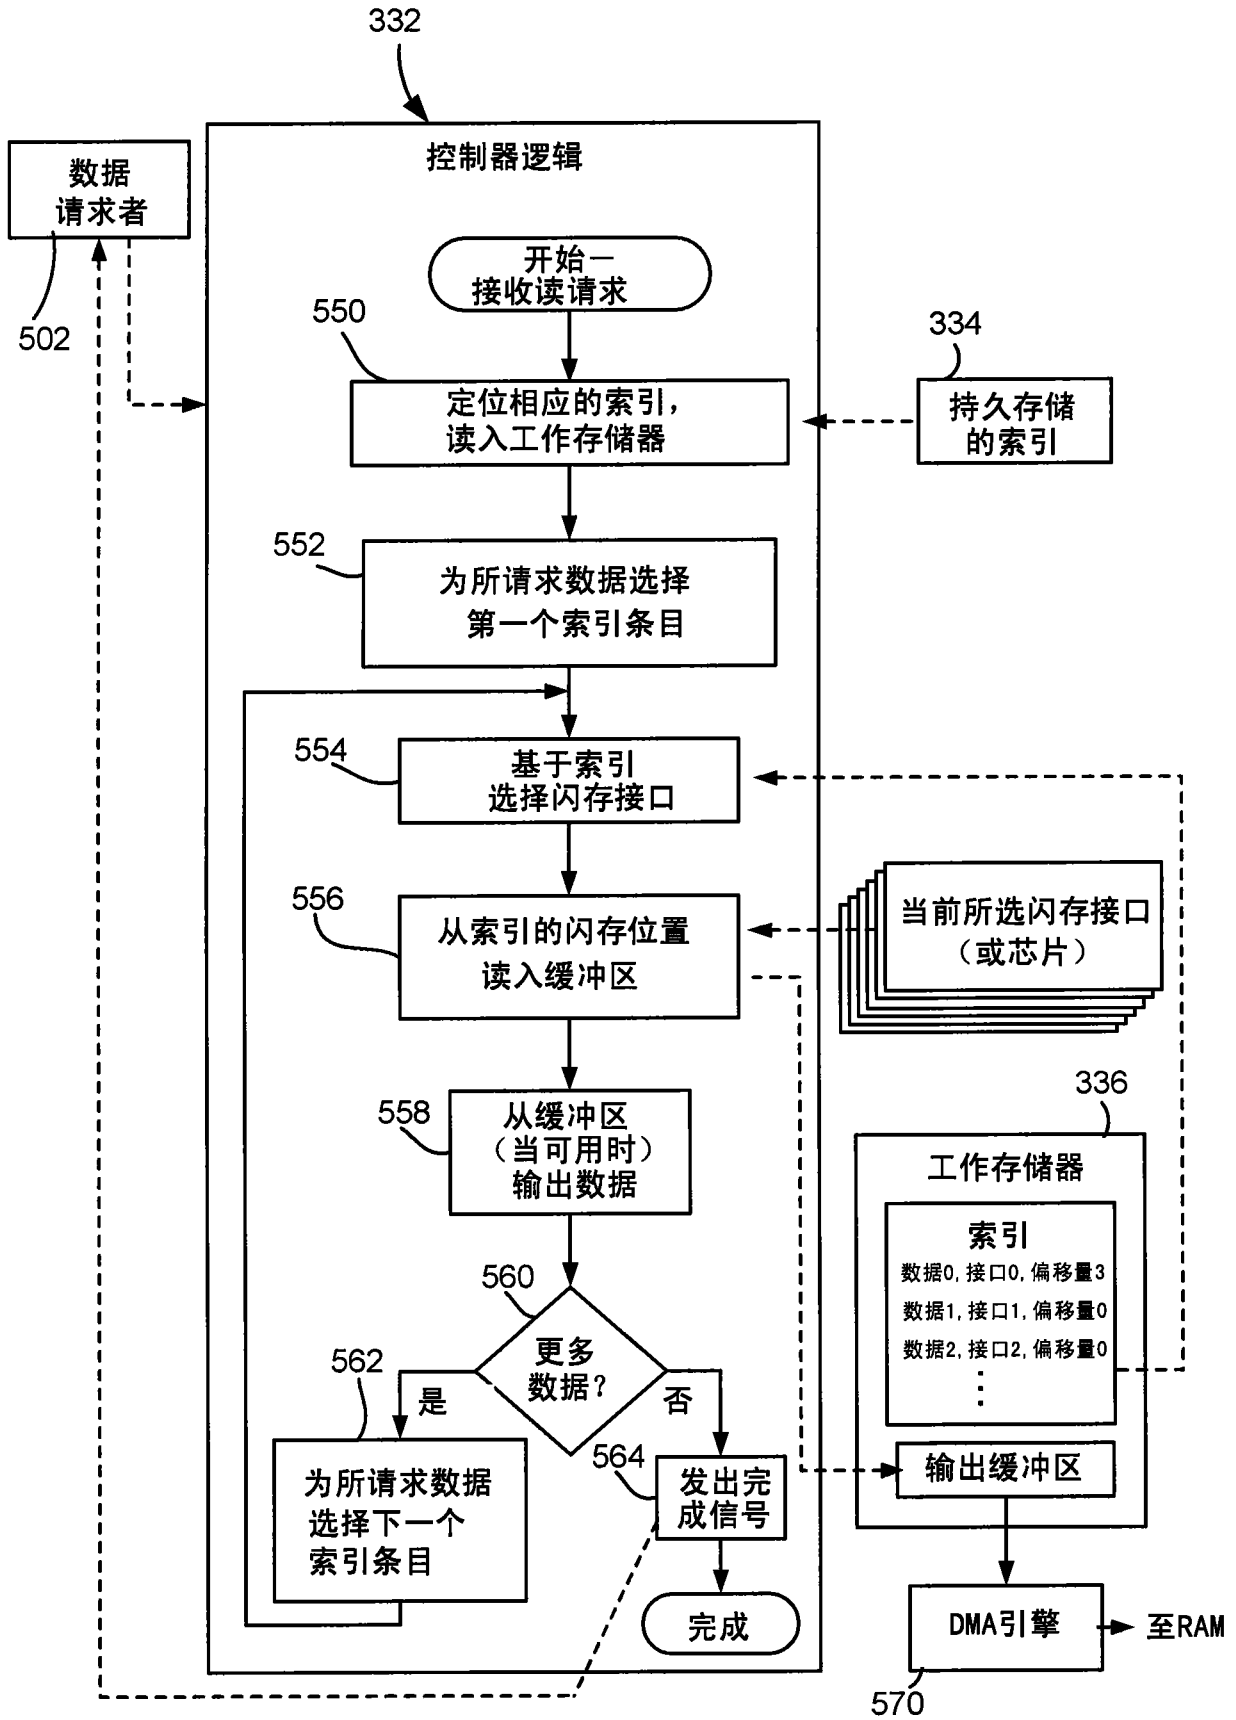 332
数据
请求者
502
控制器逻辑
开始－
接收读请求
550
定位相应的索引，
读入工作存储器
334
持久存储
的索引
552
为所请求数据选择
第一个索引条目
554
基于索引
选择闪存接口
556
从索引的闪存位置
读入缓冲区
当前所选闪存接口
（或芯片）
558
从缓冲区
（当可用时）
输出数据
336
工作存储器
索引
数据0，接口0，偏移量3
数据1，接口1，偏移量0
数据2，接口2，偏移量0
⋮
输出缓冲区
560
更多
数据？
是
否
562
为所请求数据
选择下一个
索引条目
564
发出完
成信号
完成
DMA引擎
至RAM
570